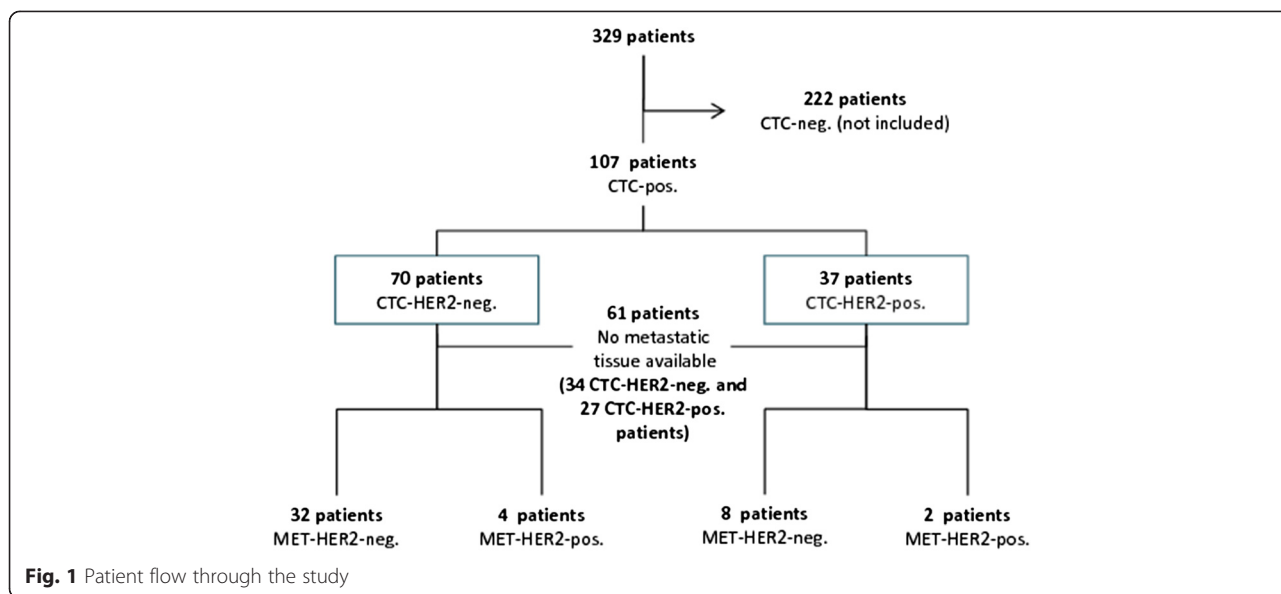 329 patients
222 patients
CTC-neg. (not included)
107 patients
CTC-pos.
70 patients
CTC-HER2-neg.
37 patients
CTC-HER2-pos.
61 patients
No metastatic
tissue available
(34 CTC-HER2-neg. and
27 CTC-HER2-pos.
patients)
32 patients
MET-HER2-neg.
4 patients
MET-HER2-pos.
8 patients
MET-HER2-neg.
2 patients
MET-HER2-pos.
Fig. 1 Patient flow through the study